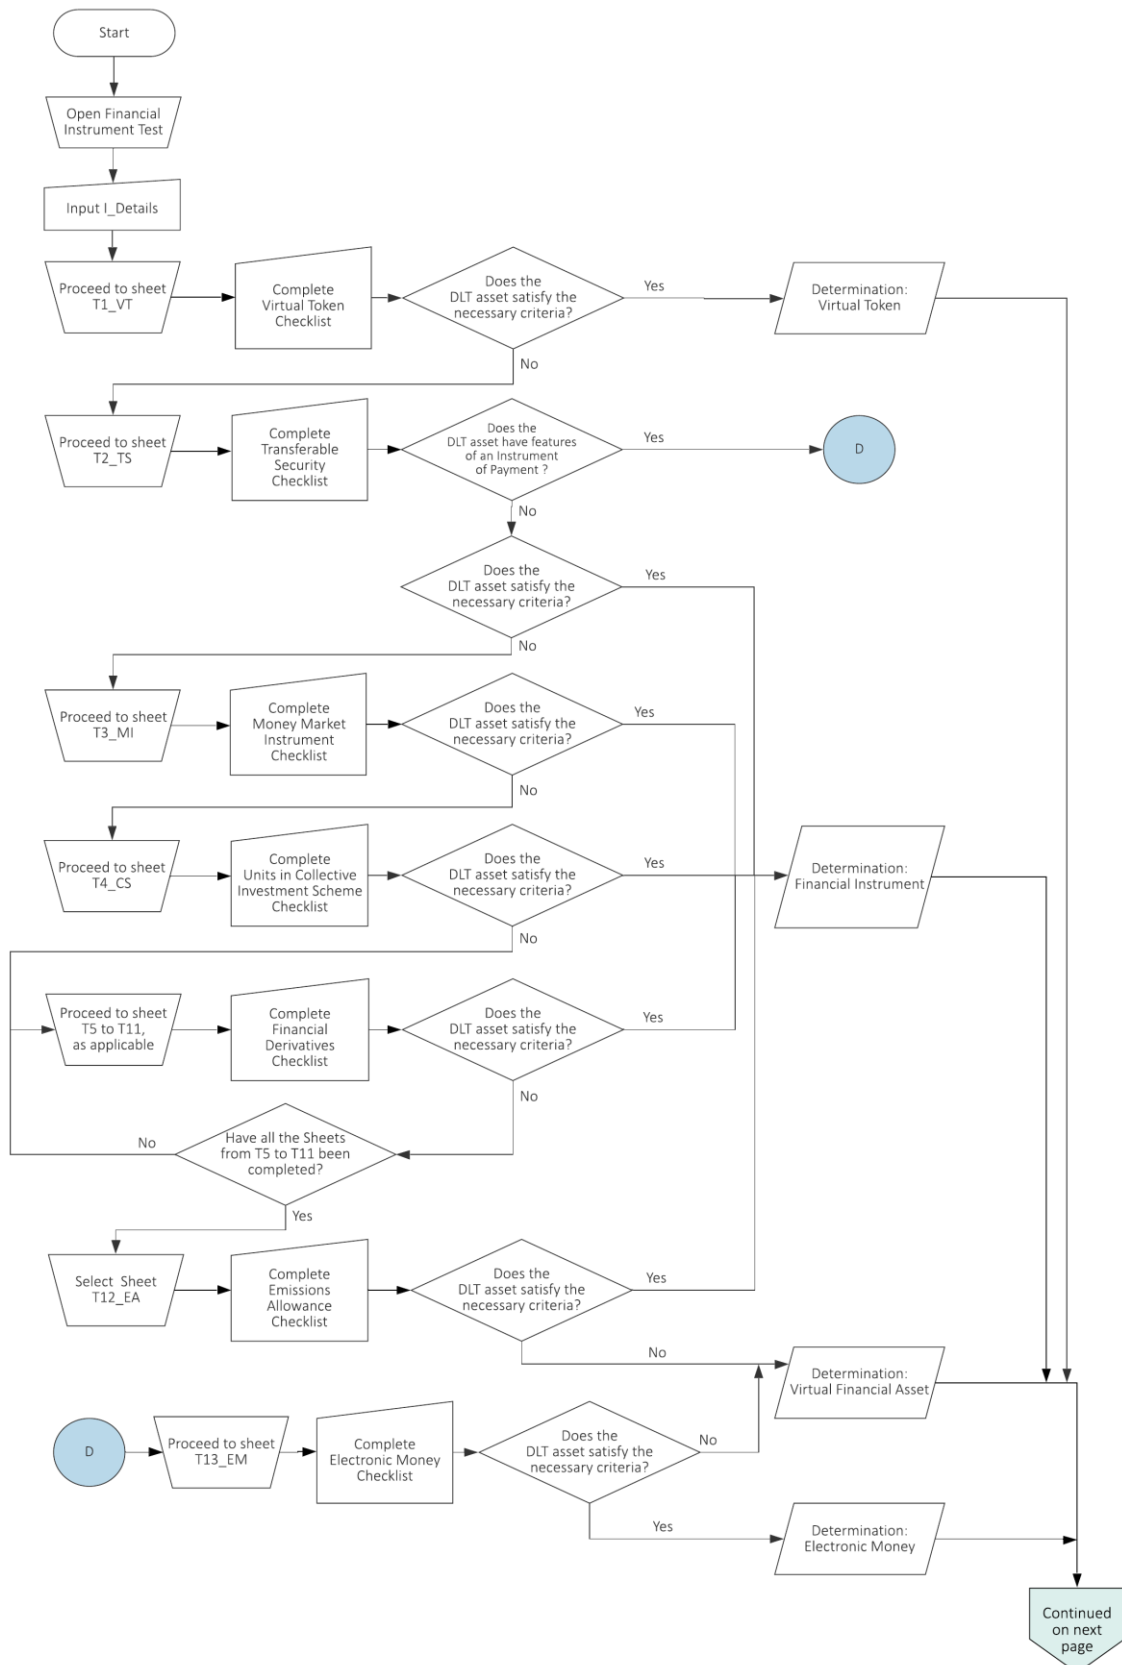 Start
Open Financial
Instrument Test
Input I_Details
Proceed to sheet
T1_VT
Complete
Virtual Token
Checklist
Does the
DLT asset satisfy the
necessary criteria?
Yes
Determination:
Virtual Token
No
Proceed to sheet
T2_TS
Complete
Transferable
Security
Checklist
Does the
DLT asset have features
of an Instrument
of Payment ?
Yes
D
No
Does the
DLT asset satisfy the
necessary criteria?
Yes
No
Proceed to sheet
T3_MI
Complete
Money Market
Instrument
Checklist
Does the
DLT asset satisfy the
necessary criteria?
Yes
No
Proceed to sheet
T4_CS
Complete
Units in Collective
Investment Scheme
Checklist
Does the
DLT asset satisfy the
necessary criteria?
Yes
Determination:
Financial Instrument
No
Proceed to sheet
T5 to T11,
as applicable
Complete
Financial
Derivatives
Checklist
Does the
DLT asset satisfy the
necessary criteria?
Yes
No
Have all the Sheets
from T5 to T11 been
completed?
No
Yes
Select Sheet
T12_EA
Complete
Emissions
Allowance
Checklist
Does the
DLT asset satisfy the
necessary criteria?
Yes
No
Determination:
Virtual Financial Asset
D
Proceed to sheet
T13_EM
Complete
Electronic Money
Checklist
Does the
DLT asset satisfy the
necessary criteria?
No
Yes
Determination:
Electronic Money
Continued
on next
page